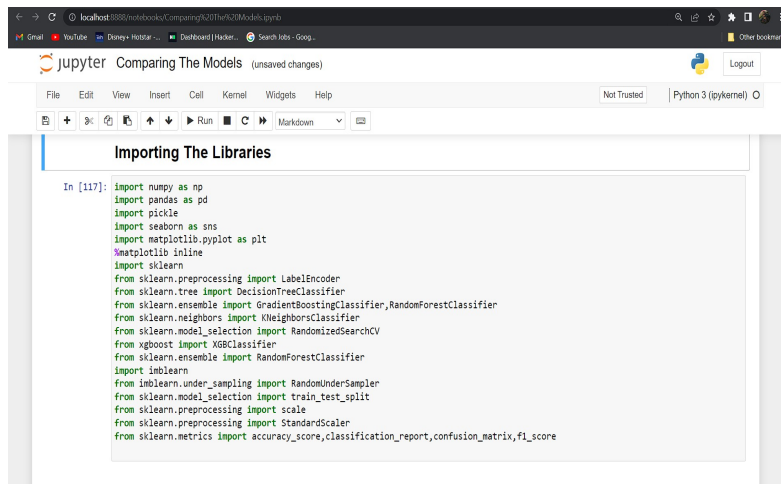 localhost:8888/notebooks/Comparing%20The%20Models.ipynb
Gmail YouTube Disney+ Hotstar -... Dashboard | Hacker... Search Jobs - Goog... Other bookmar
jupyter Comparing The Models (unsaved changes) Logout
File Edit View Insert Cell Kernel Widgets Help Not Trusted Python 3 (ipykernel)
Run Markdown
Importing The Libraries
In [117]: import numpy as np
import pandas as pd
import pickle
import seaborn as sns
import matplotlib.pyplot as plt
%matplotlib inline
import sklearn
from sklearn.preprocessing import LabelEncoder
from sklearn.tree import DecisionTreeClassifier
from sklearn.ensemble import GradientBoostingClassifier,RandomForestClassifier
from sklearn.neighbors import KNeighborsClassifier
from sklearn.model_selection import RandomizedSearchCV
from xgboost import XGBClassifier
from sklearn.ensemble import RandomForestClassifier
import imblearn
from imblearn.under_sampling import RandomUnderSampler
from sklearn.model_selection import train_test_split
from sklearn.preprocessing import scale
from sklearn.preprocessing import StandardScaler
from sklearn.metrics import accuracy_score,classification_report,confusion_matrix,f1_score